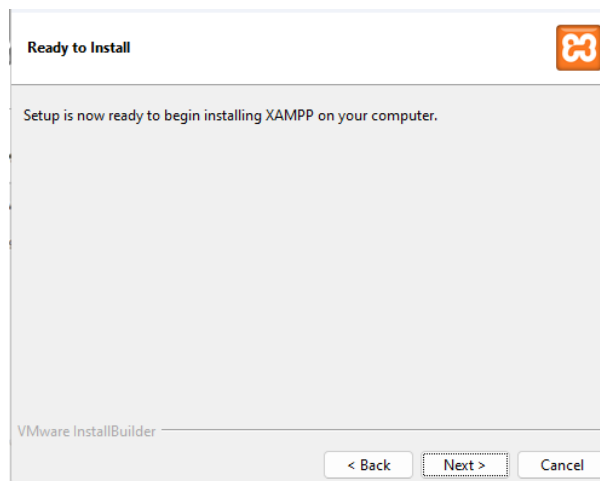 Ready to Install
Setup is now ready to begin installing XAMPP on your computer.
VMware InstallBuilder
< Back
Next >
Cancel